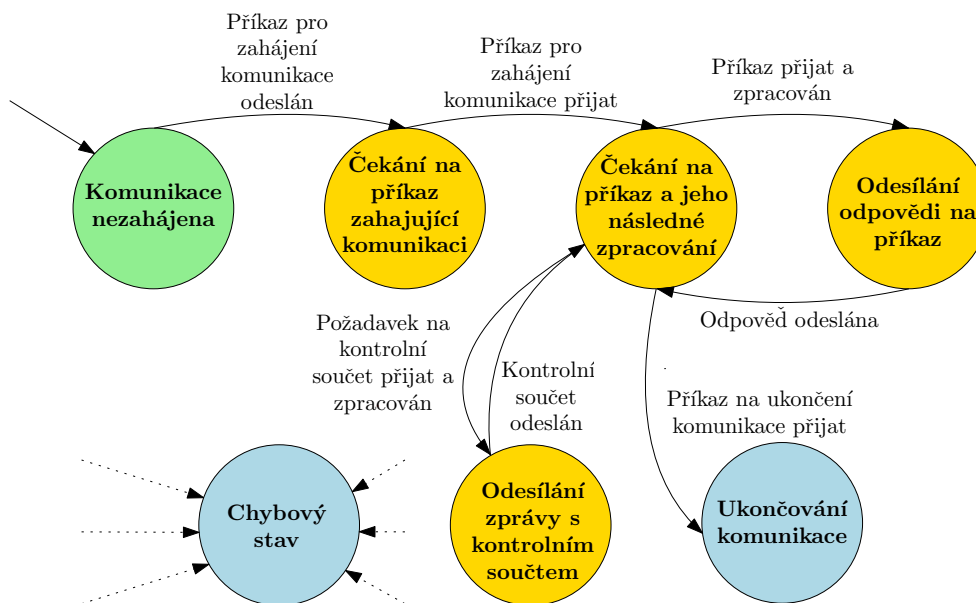 Příkaz pro
zahájení
komunikace
odeslán
Příkaz pro
zahájení
komunikace přijat
Příkaz přijat a
zpracován
Komunikace
nezahájena
Čekání na
příkaz
zahajující
komunikaci
Čekání na
příkaz a jeho
následné
zpracování
Odesílání
odpovědi na
příkaz
Odpověď odeslána
Požadavek na
kontrolní
součet přijat a
zpracován
Kontrolní
součet
odeslán
Příkaz na ukončení
komunikace přijat
Chybový
stav
Odesílání
zprávy s
kontrolním
součtem
Ukončování
komunikace